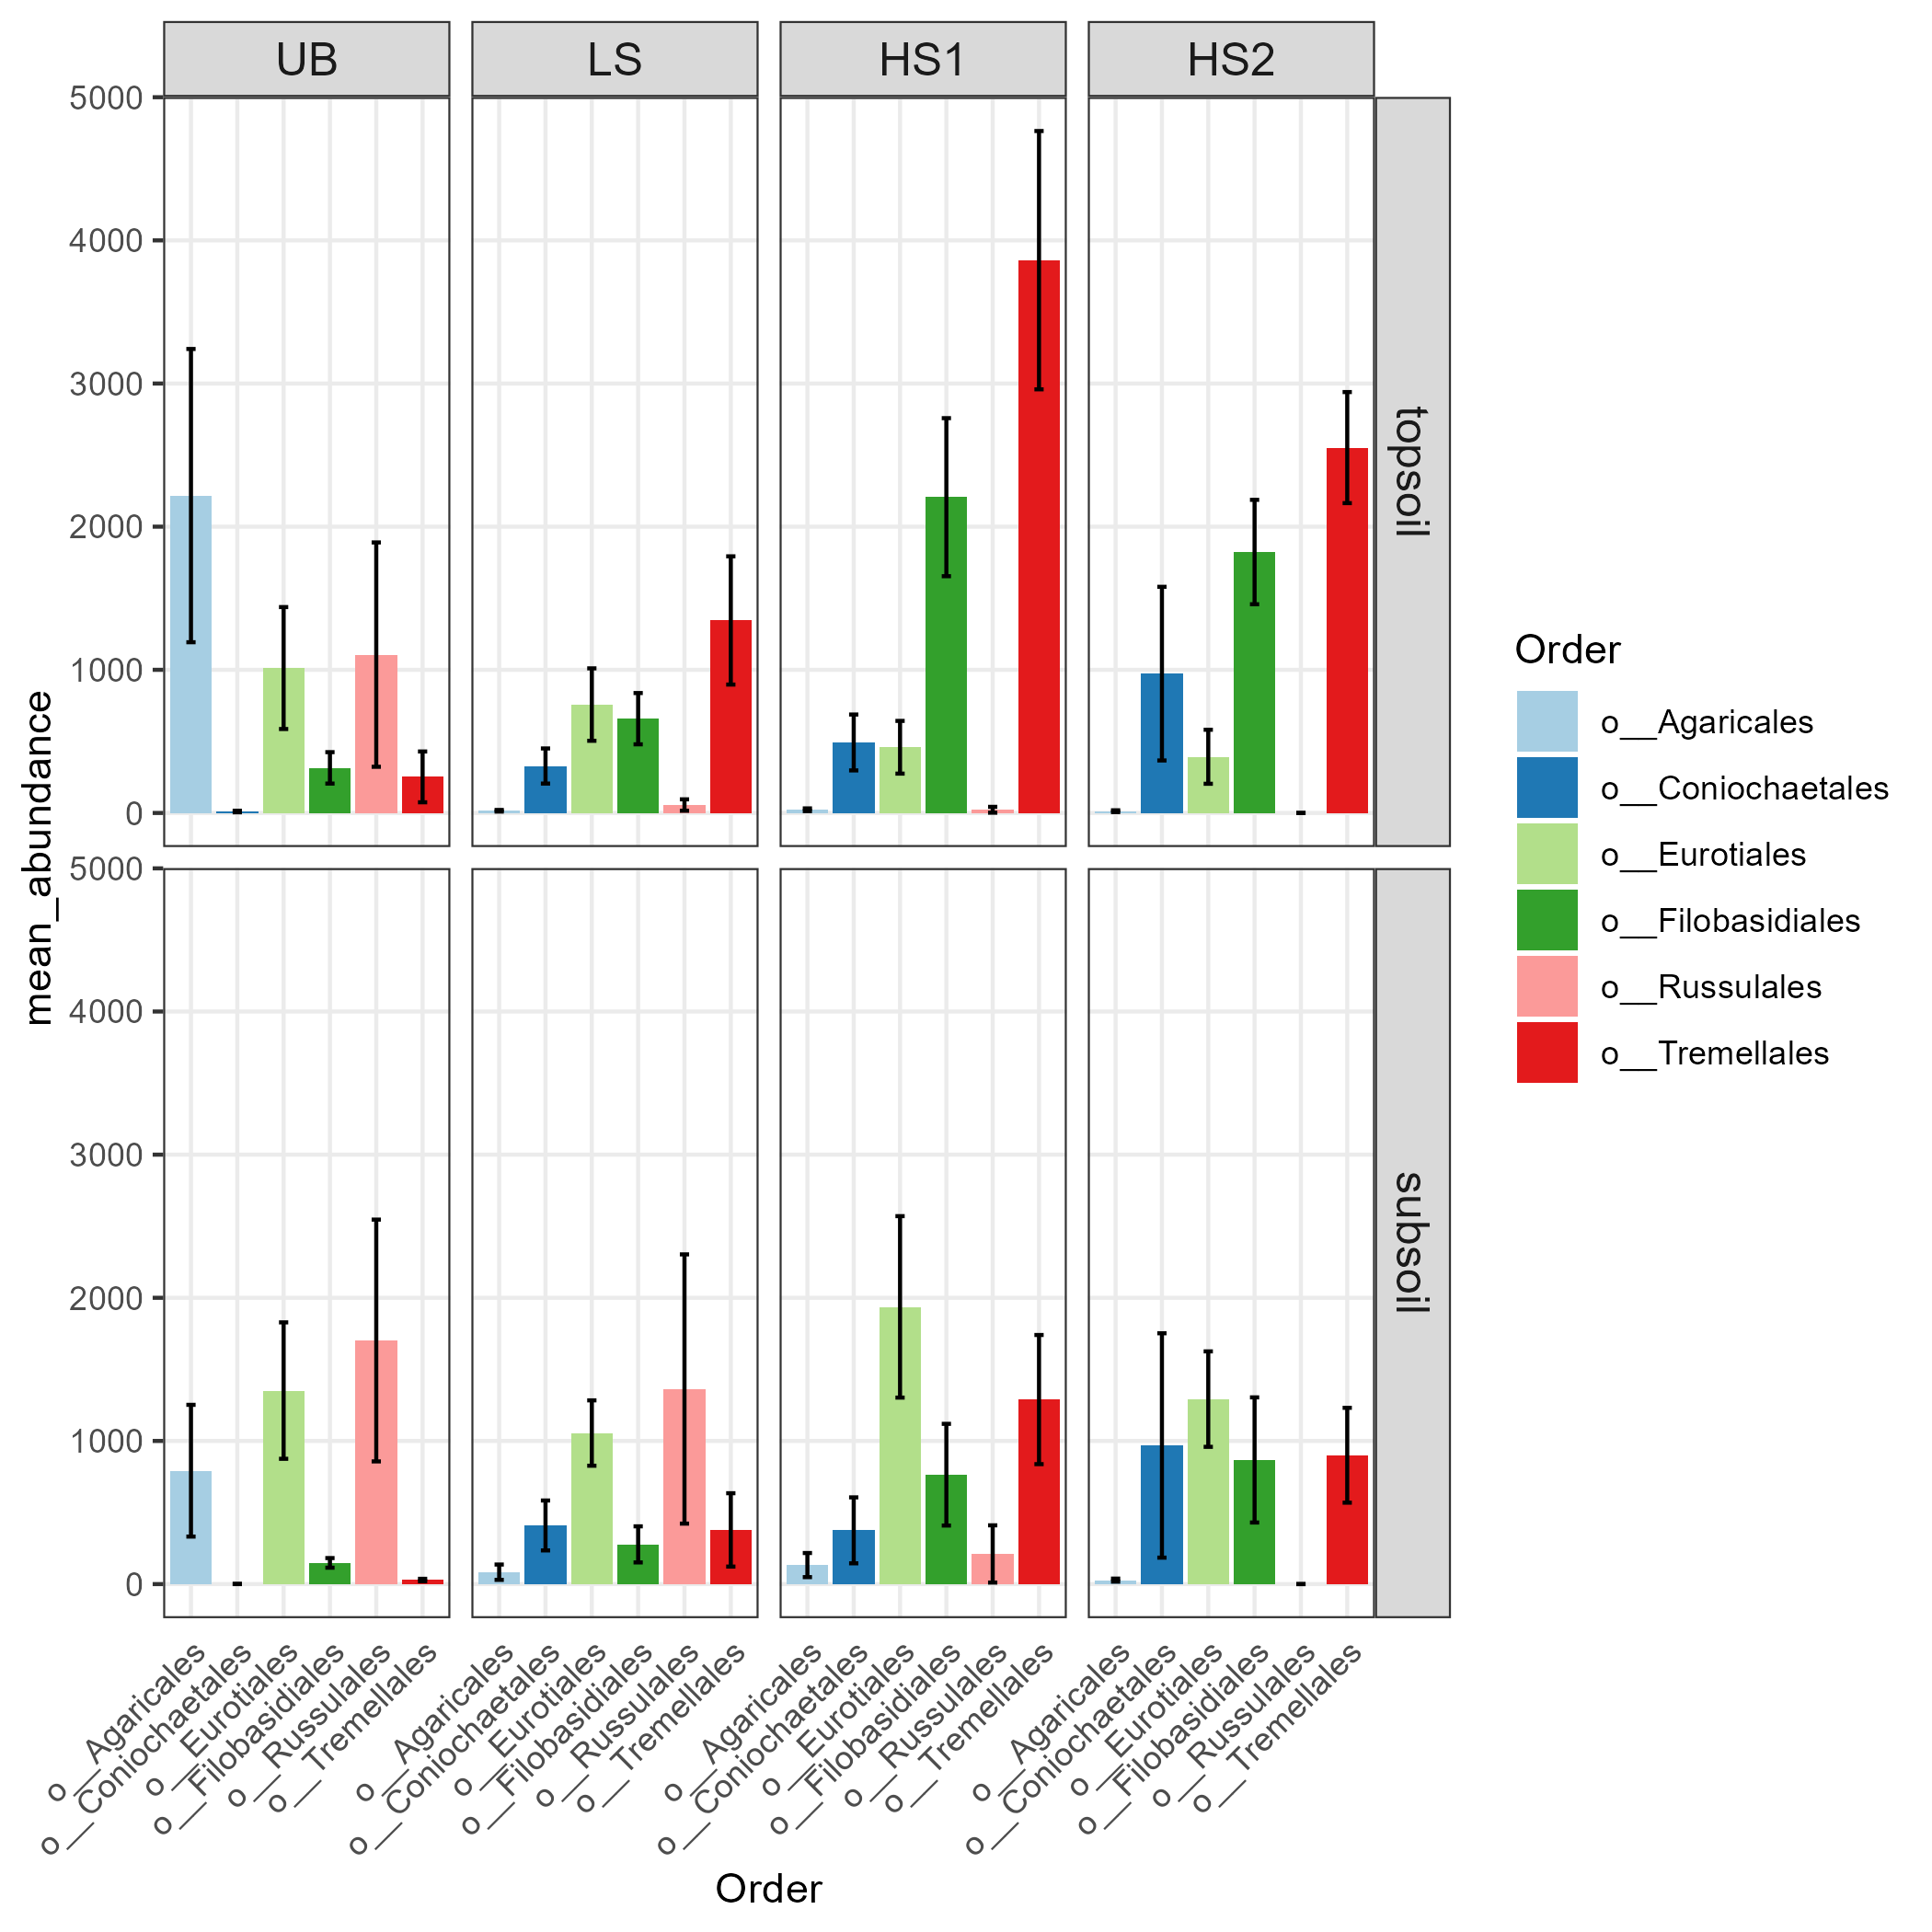 UB
LS
HS1
HS2
5000
4000
3000
2000
1000
0
topsoil
5000
4000
3000
2000
1000
0
subsoil
mean_abundance
o__Agaricales
o__Coniochaetales
o__Eurotiales
o__Filobasidiales
o__Russulales
o__Tremellales
o__Agaricales
o__Coniochaetales
o__Eurotiales
o__Filobasidiales
o__Russulales
o__Tremellales
o__Agaricales
o__Coniochaetales
o__Eurotiales
o__Filobasidiales
o__Russulales
o__Tremellales
o__Agaricales
o__Coniochaetales
o__Eurotiales
o__Filobasidiales
o__Russulales
o__Tremellales
Order
Order
o__Agaricales
o__Coniochaetales
o__Eurotiales
o__Filobasidiales
o__Russulales
o__Tremellales